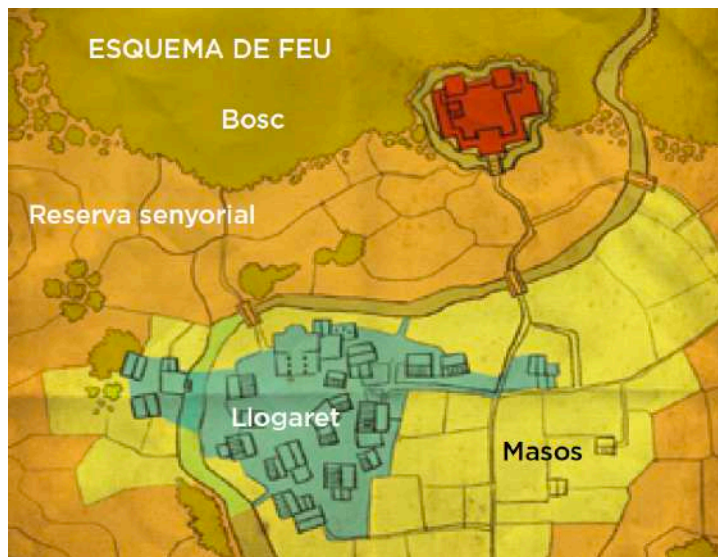 ESQUEMA DE FEU
Bosc
Reserva senyorial
Llogaret
Masos